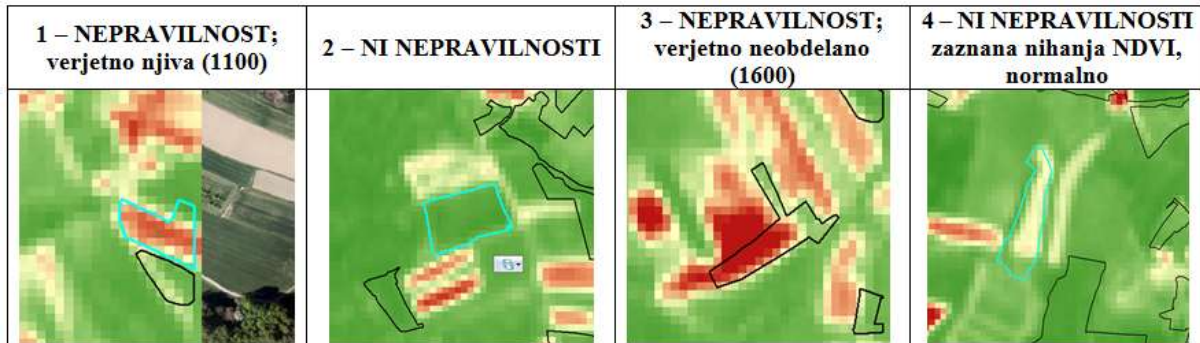 1 – NEPRAVILNOST;
verjetno njiva (1100)
2 – NI NEPRAVILNOSTI
3 – NEPRAVILNOST;
verjetno neobdelano
(1600)
4 – NI NEPRAVILNOSTI
zaznana nihanja NDVI,
normalno